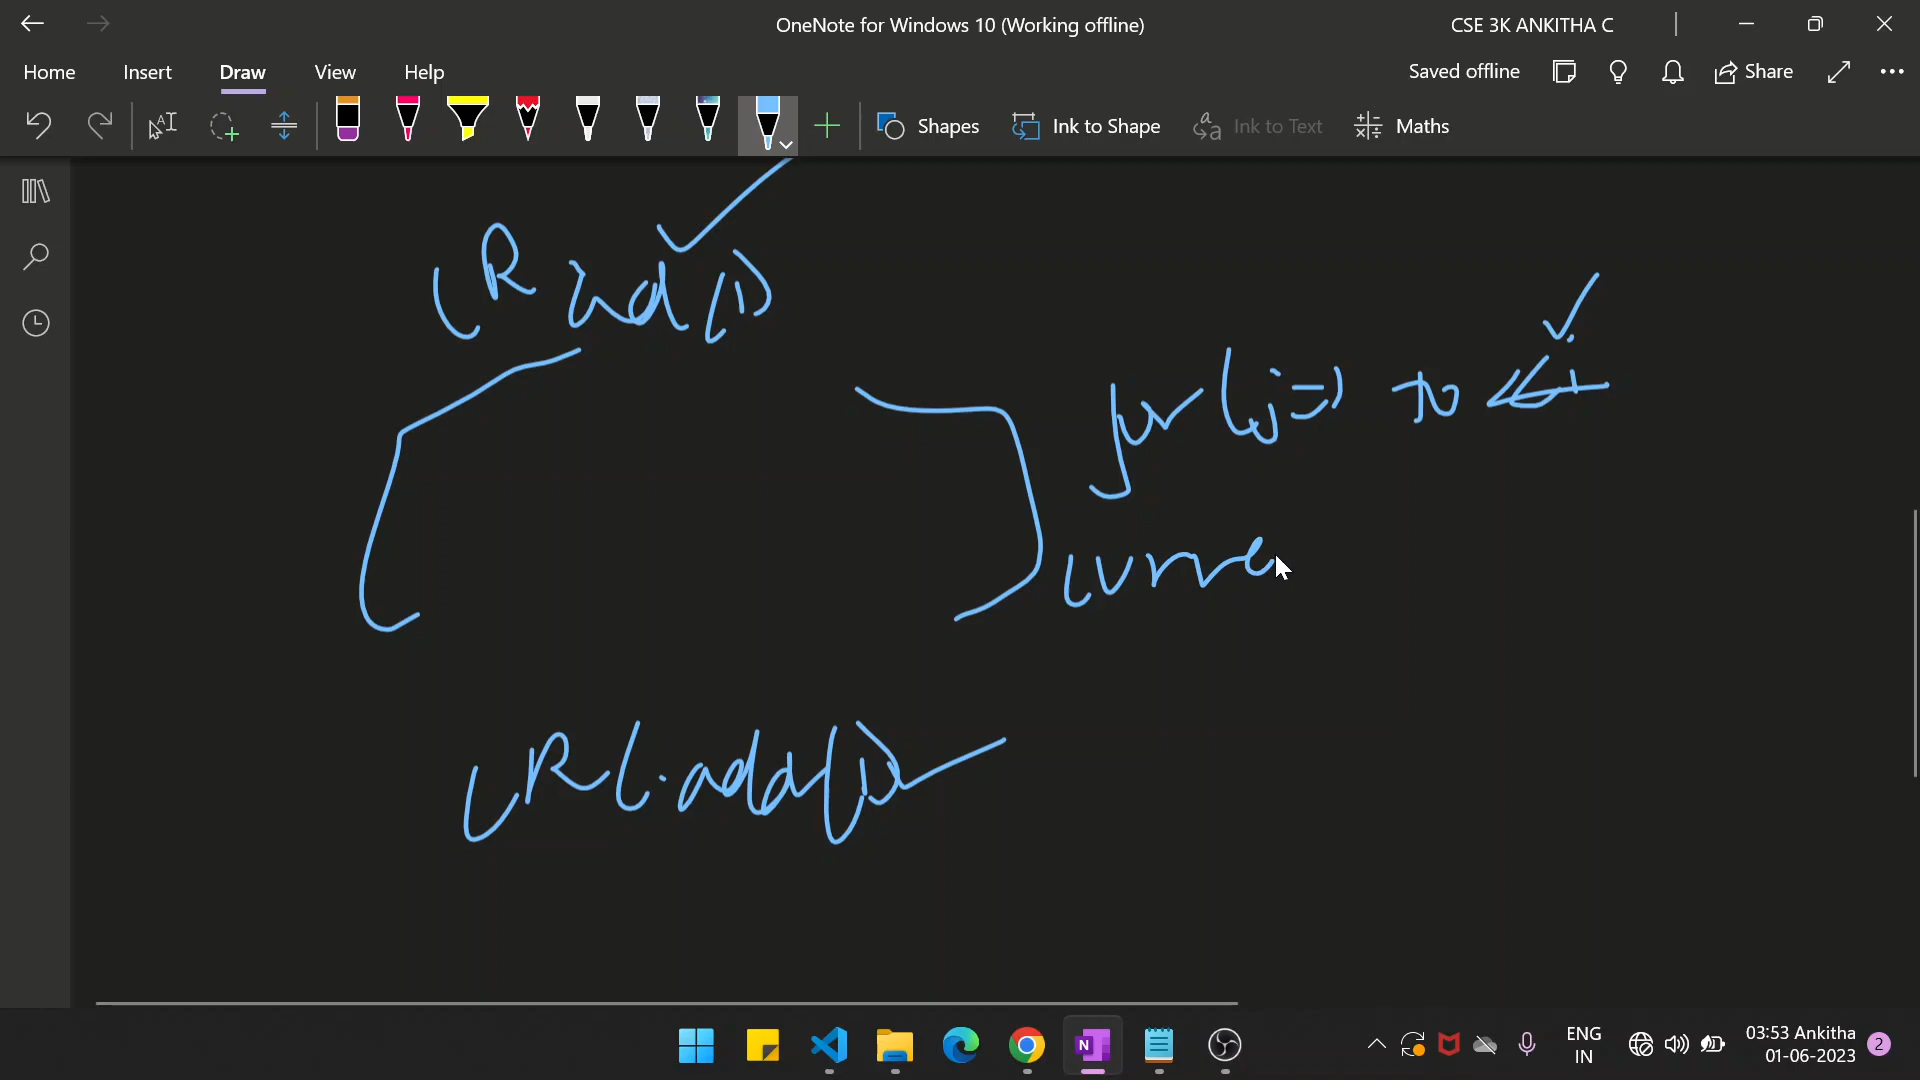 OneNote for Windows 10 (Working offline)
CSE 3K ANKITHA C
Home Insert Draw View Help
Saved offline
Share
Shapes
Ink to Shape
Ink to Text
Maths
for (j=1 to
curre
CRL.add(1)
ENG
IN
03:53 Ankitha
01-06-2023
2